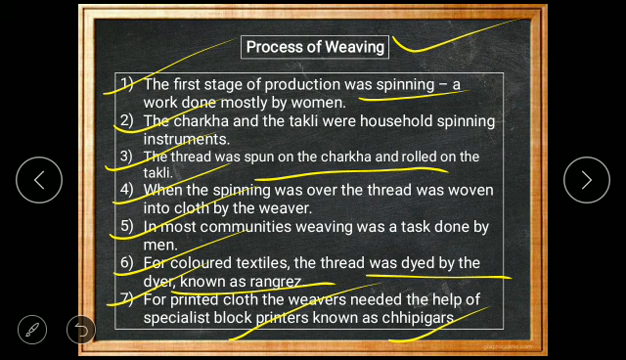 Process of Weaving
1) The first stage of production was spinning – a
work done mostly by women.
2) The charkha and the takli were household spinning
instruments.
3) The thread was spun on the charkha and rolled on the
takli.
4) When the spinning was over the thread was woven
into cloth by the weaver.
5) In most communities weaving was a task done by
men.
6) For coloured textiles, the thread was dyed by the
dyer, known as rangrez
7) For printed cloth the weavers needed the help of
specialist block printers known as chhipigars